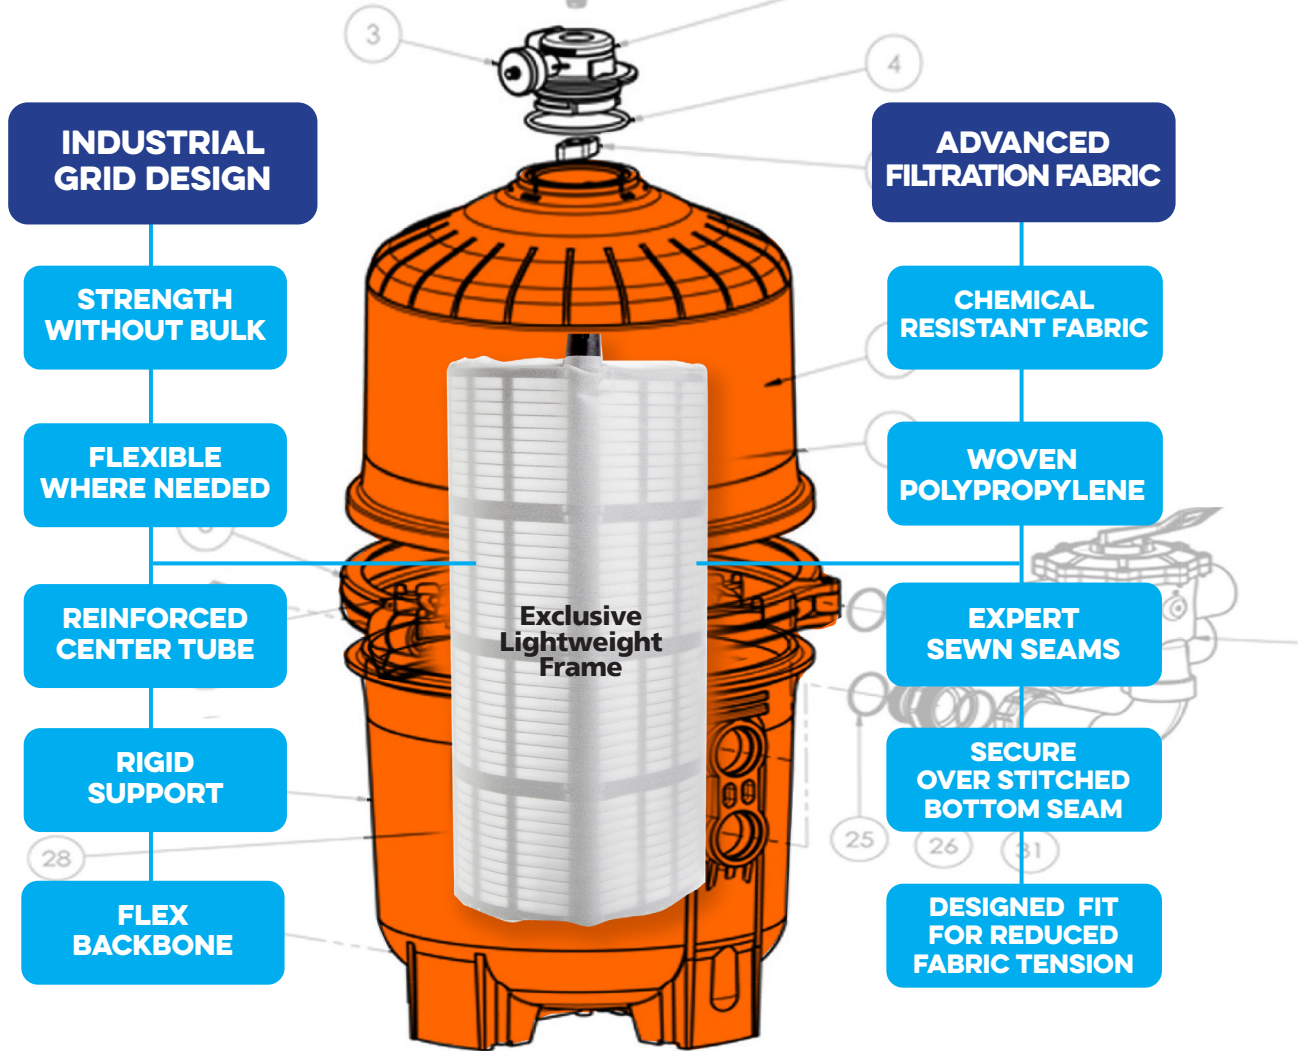 3
4
INDUSTRIAL
GRID DESIGN
ADVANCED
FILTRATION FABRIC
STRENGTH
WITHOUT BULK
CHEMICAL
RESISTANT FABRIC
FLEXIBLE
WHERE NEEDED
WOVEN
POLYPROPYLENE
REINFORCED
CENTER TUBE
Exclusive
Lightweight
Frame
EXPERT
SEWN SEAMS
RIGID
SUPPORT
SECURE
OVER STITCHED
BOTTOM SEAM
28
25
26
31
FLEX
BACKBONE
DESIGNED FIT
FOR REDUCED
FABRIC TENSION